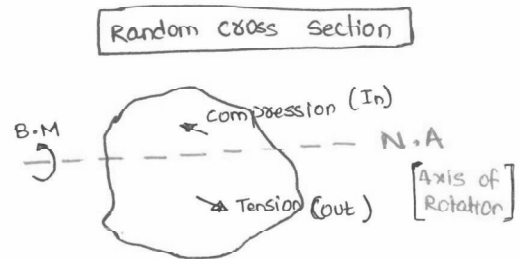 Random cross section
compression (In)
B.M
N.A
[Axis of
Rotation]
Tension (out)